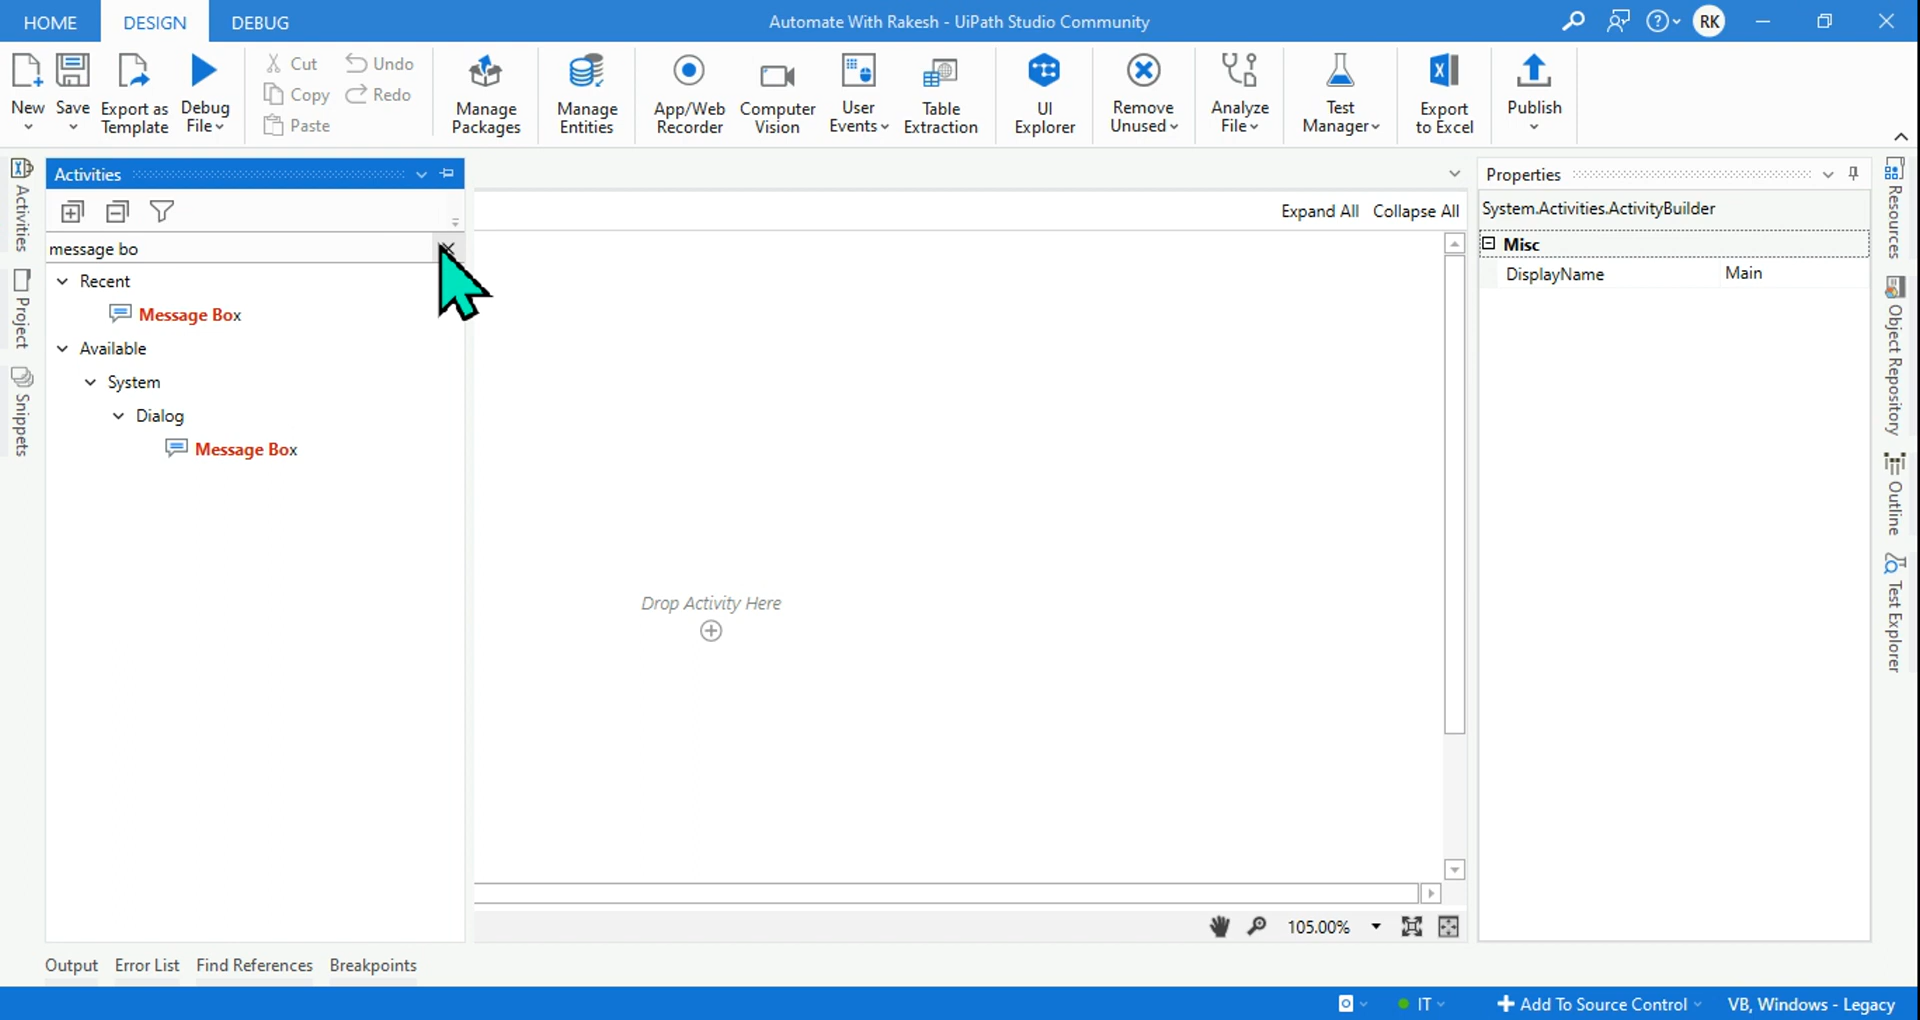 HOME DESIGN DEBUG Automate With Rakesh - UiPath Studio Community RK
New Save Export as Template Debug File Cut Copy Paste Undo Redo Manage Packages Manage Entities App/Web Recorder Computer Vision User Events Table Extraction UI Explorer Remove Unused Analyze File Test Manager Export to Excel Publish
Activities
Project
Snippets
Activities
message bo
Recent
Message Box
Available
System
Dialog
Message Box
Expand All Collapse All
Drop Activity Here
105.00%
Properties
System.Activities.ActivityBuilder
Misc
DisplayName Main
Resources
Object Repository
Outline
Test Explorer
Output Error List Find References Breakpoints
IT Add To Source Control VB, Windows - Legacy